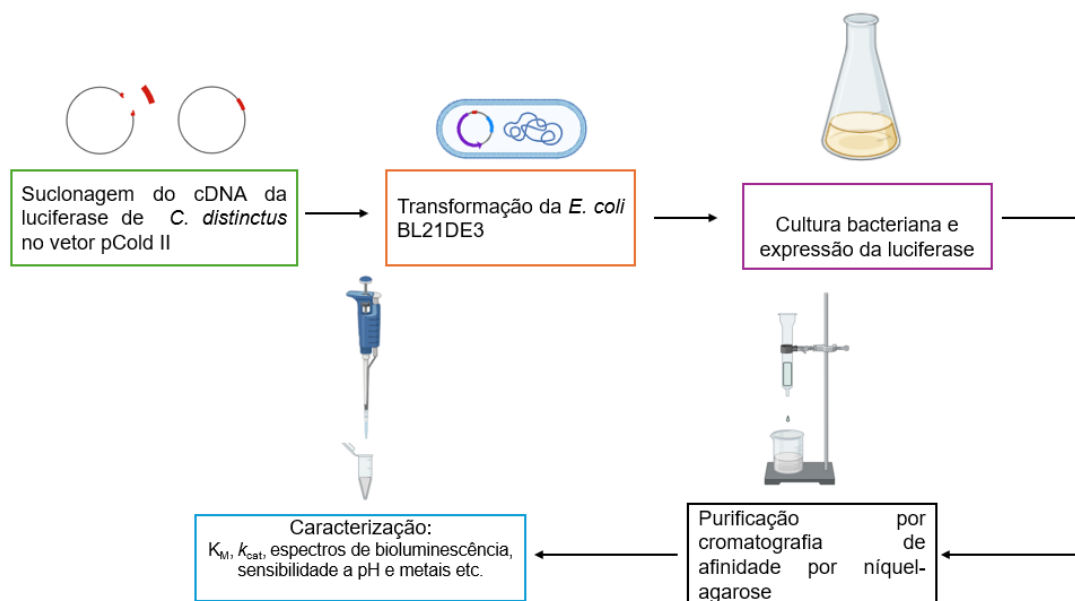 Suclonagem do cDNA da
luciferase de C. distinctus
no vetor pCold II
Transformação da E. coli
BL21DE3
Cultura bacteriana e
expressão da luciferase
Purificação por
cromatografia de
afinidade por níquel-
agarose
Caracterização:
KM, kcat, espectros de bioluminescência,
sensibilidade a pH e metais etc.